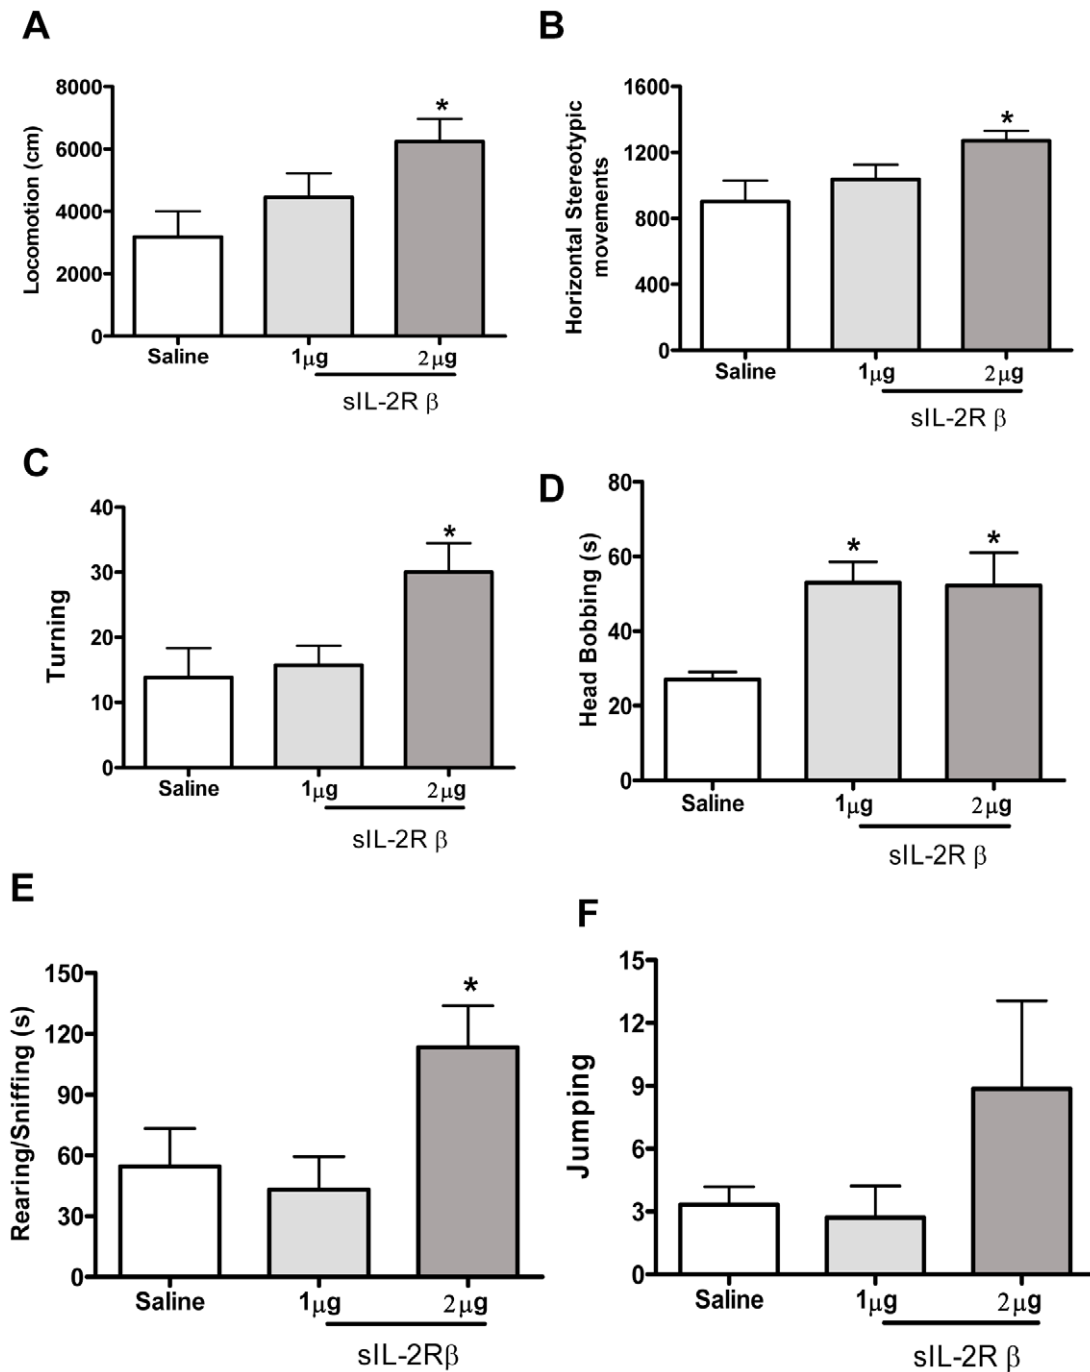 A
Locomotion (cm)
8000
6000
4000
2000
0
*
Saline 1μg 2μg
sIL-2R β
B
Horizontal Stereotypic
movements
1600
1200
800
400
0
*
Saline 1μg 2μg
sIL-2R β
C
Turning
40
30
20
10
0
*
Saline 1μg 2μg
sIL-2R β
D
Head Bobbing (s)
80
60
40
20
0
* *
Saline 1μg 2μg
sIL-2R β
E
Rearing/Sniffing (s)
150
120
90
60
30
0
*
Saline 1μg 2μg
sIL-2Rβ
F
Jumping
15
12
9
6
3
0
Saline 1μg 2μg
sIL-2R β